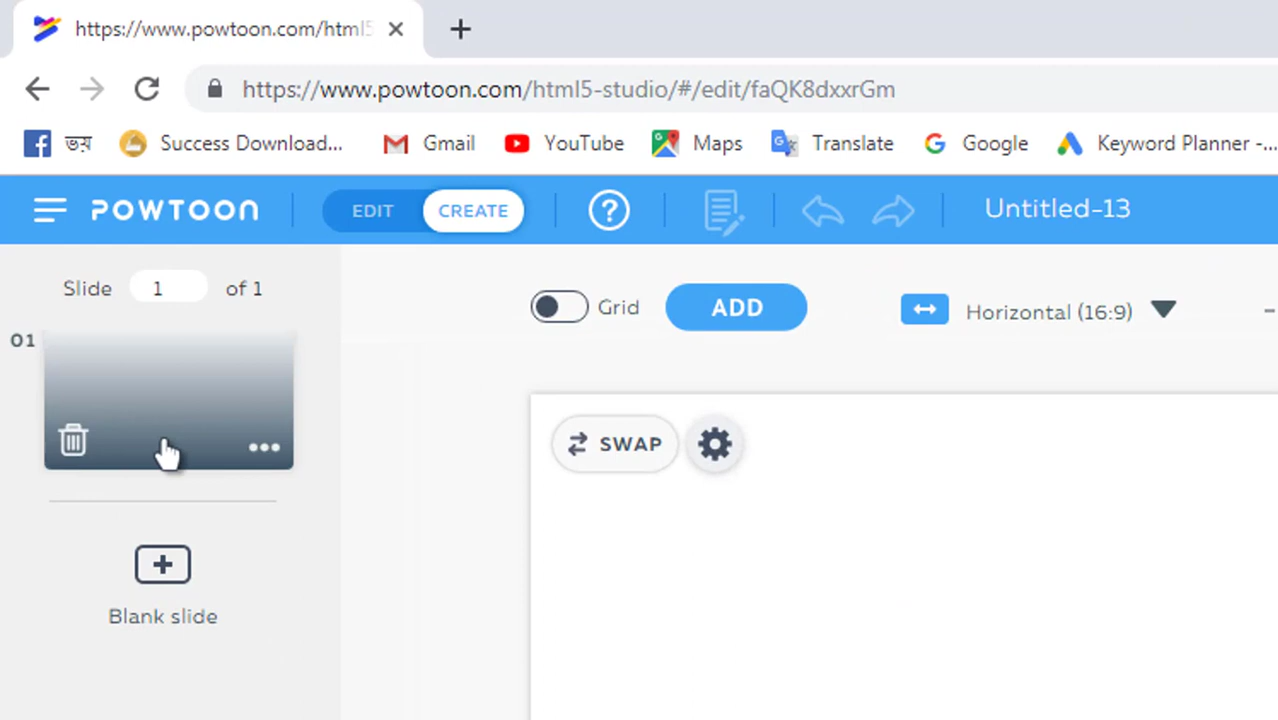 https://www.powtoon.com/html5
https://www.powtoon.com/html5-studio/#/edit/faQK8dxxrGm
ভয় Success Download... Gmail YouTube Maps Translate Google Keyword Planner -...
POWTOON EDIT CREATE ? Untitled-13
Slide 1 of 1
Grid ADD Horizontal (16:9)
01
SWAP
Blank slide